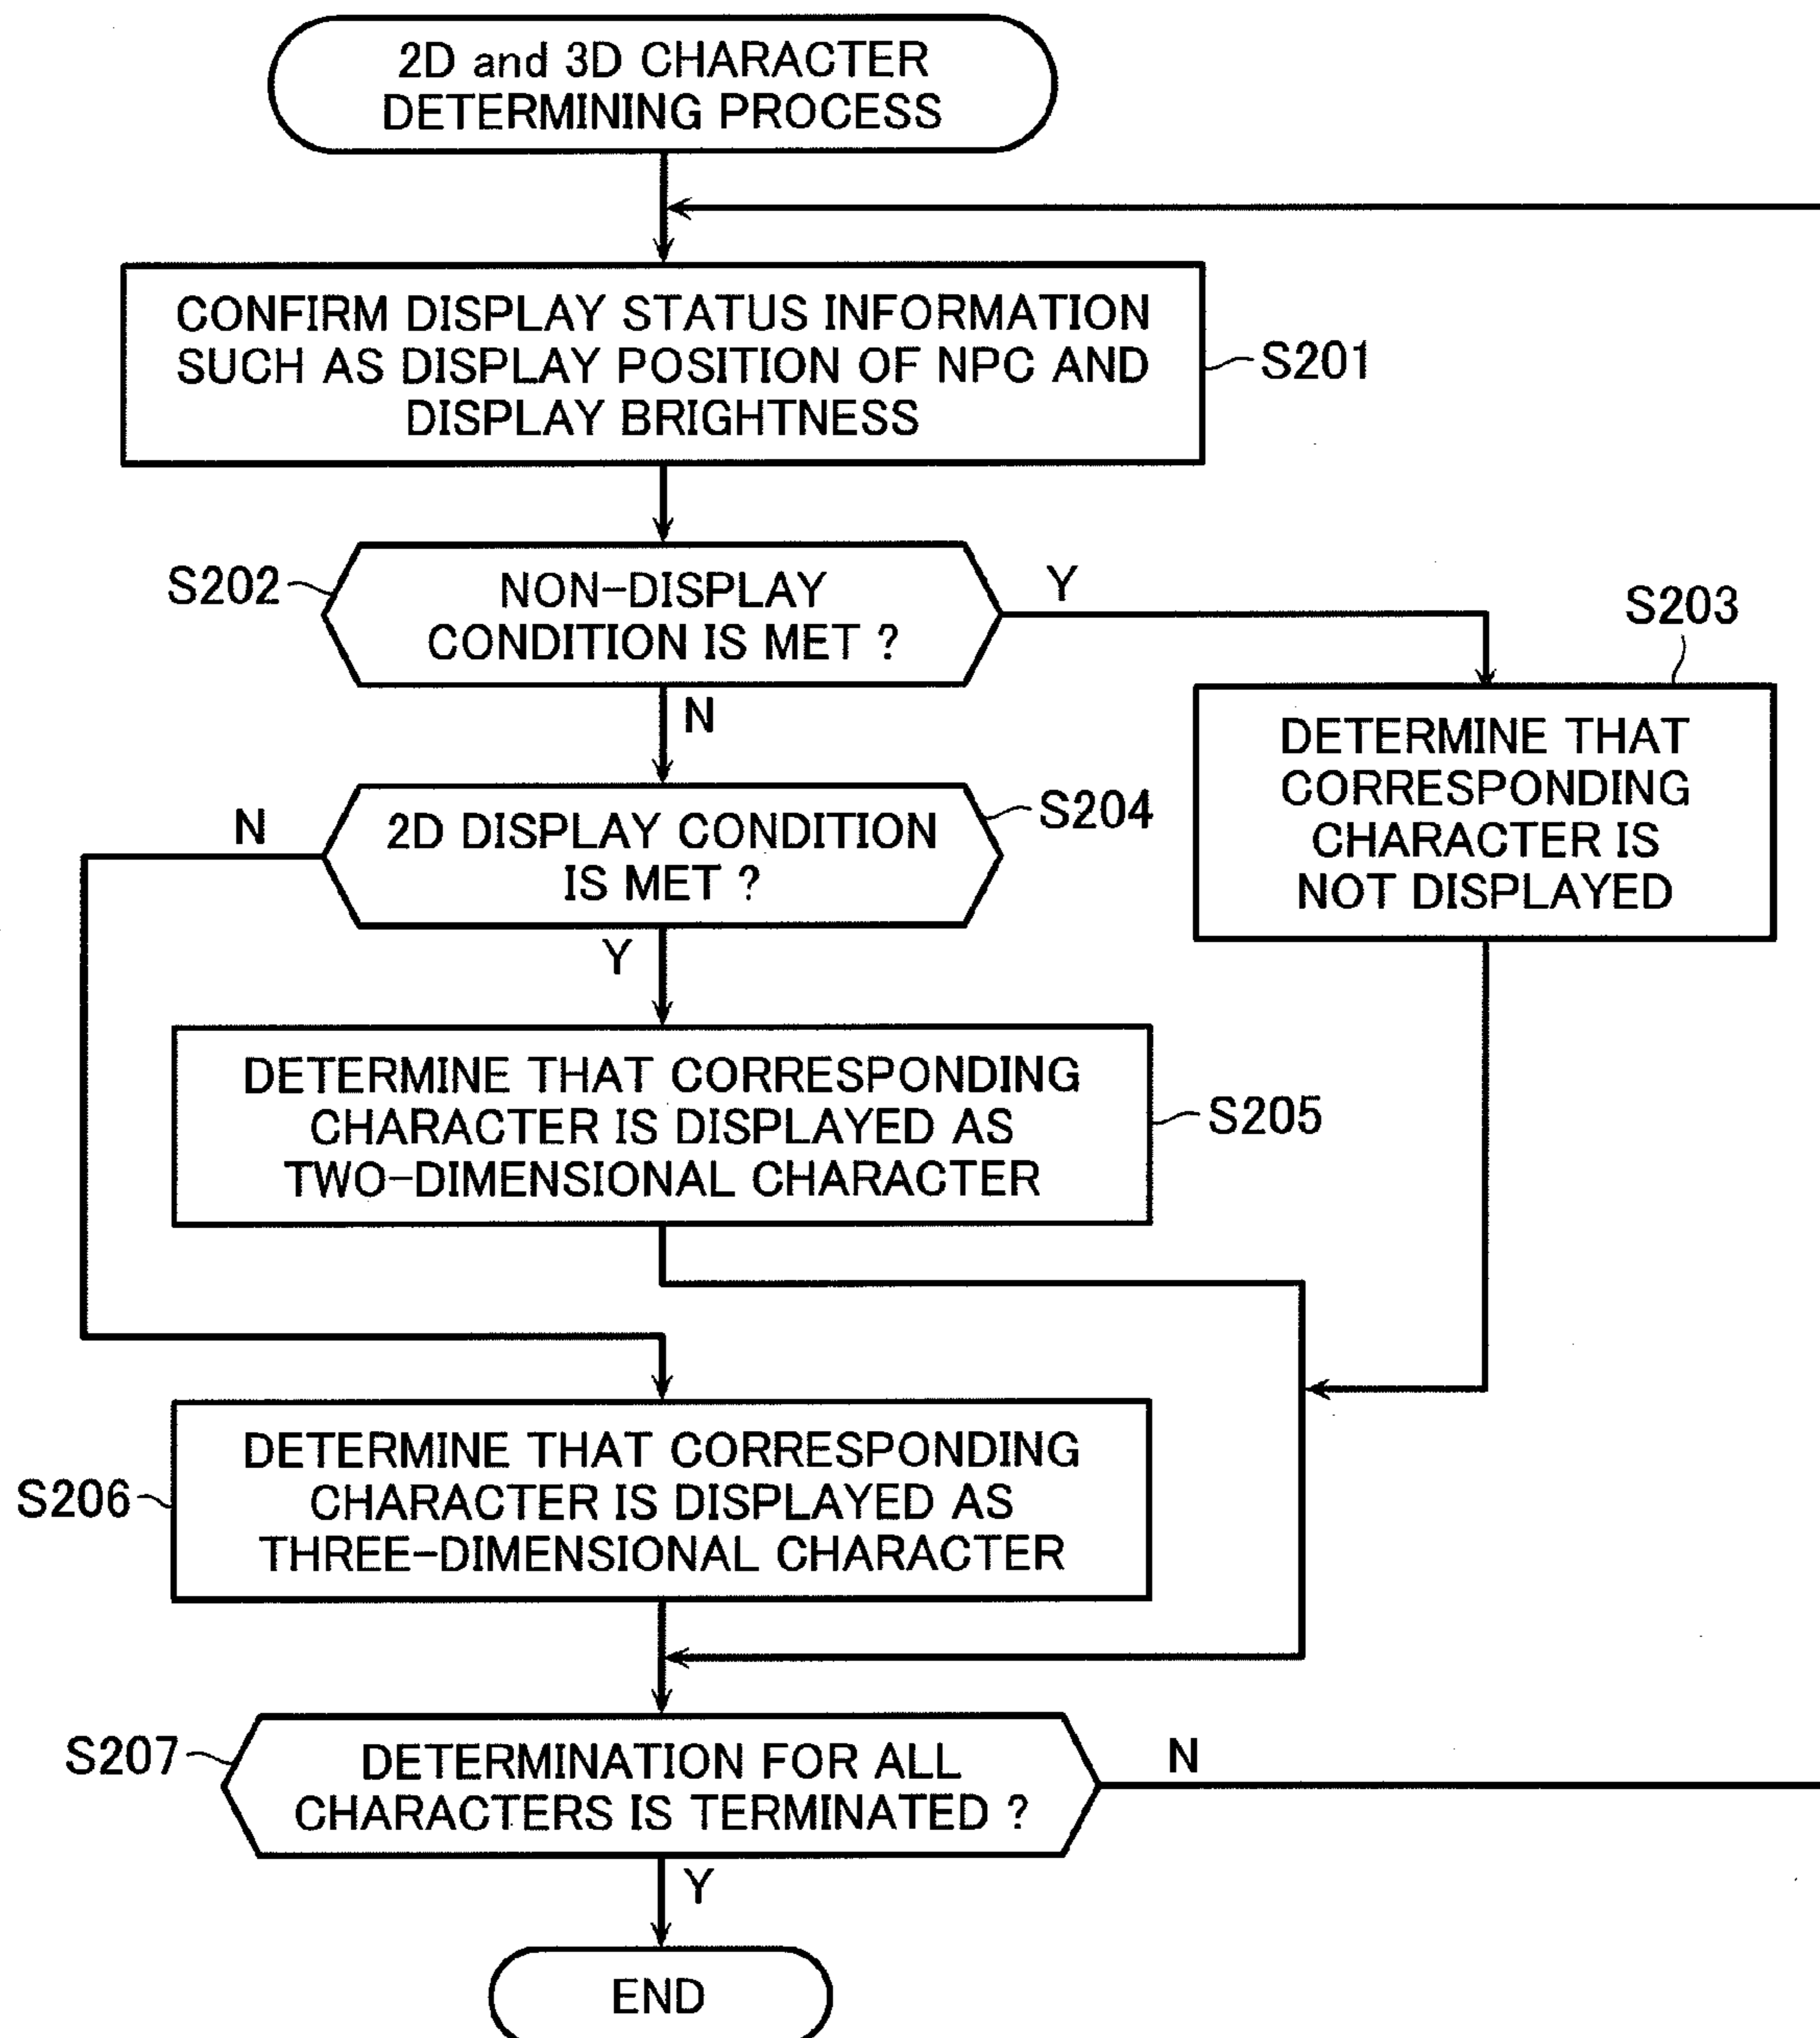 2D and 3D CHARACTER
DETERMINING PROCESS
CONFIRM DISPLAY STATUS INFORMATION
SUCH AS DISPLAY POSITION OF NPC AND
DISPLAY BRIGHTNESS
S201
S202
NON-DISPLAY
CONDITION IS MET ?
Y
N
S203
DETERMINE THAT
CORRESPONDING
CHARACTER IS
NOT DISPLAYED
N
2D DISPLAY CONDITION
IS MET ?
S204
Y
DETERMINE THAT CORRESPONDING
CHARACTER IS DISPLAYED AS
TWO-DIMENSIONAL CHARACTER
S205
S206
DETERMINE THAT CORRESPONDING
CHARACTER IS DISPLAYED AS
THREE-DIMENSIONAL CHARACTER
S207
DETERMINATION FOR ALL
CHARACTERS IS TERMINATED ?
N
Y
END